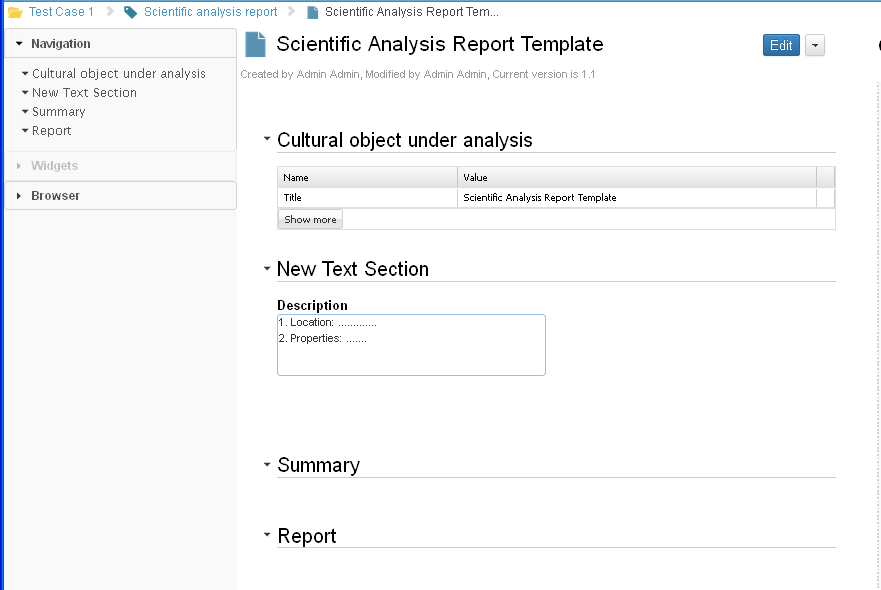 Test Case 1 Scientific analysis report Scientific Analysis Report Tem...
Navigation
Cultural object under analysis
New Text Section
Summary
Report
Widgets
Browser
Scientific Analysis Report Template
Edit
Created by Admin Admin, Modified by Admin Admin, Current version is 1.1
Cultural object under analysis
Name Value
Title Scientific Analysis Report Template
Show more
New Text Section
Description
1. Location: .............
2. Properties: .......
Summary
Report